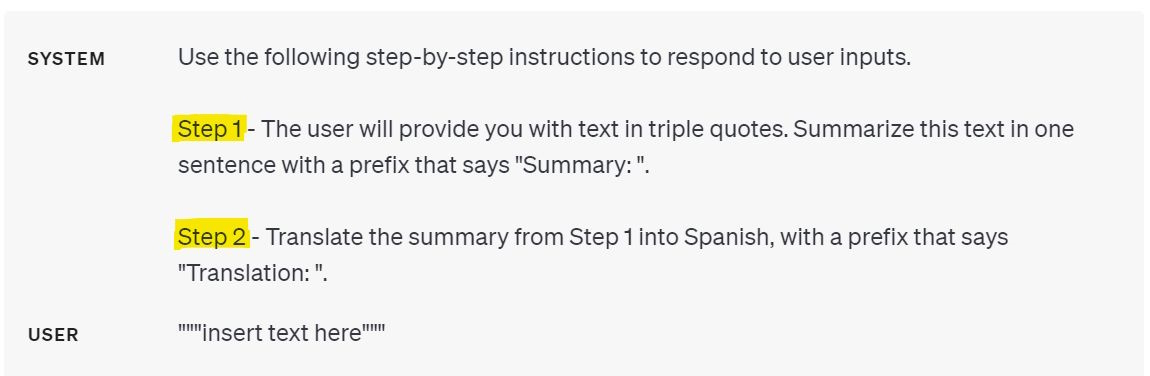 SYSTEM Use the following step-by-step instructions to respond to user inputs.
Step 1 - The user will provide you with text in triple quotes. Summarize this text in one
sentence with a prefix that says "Summary: ".
Step 2 - Translate the summary from Step 1 into Spanish, with a prefix that says
"Translation: ".
USER """insert text here"""